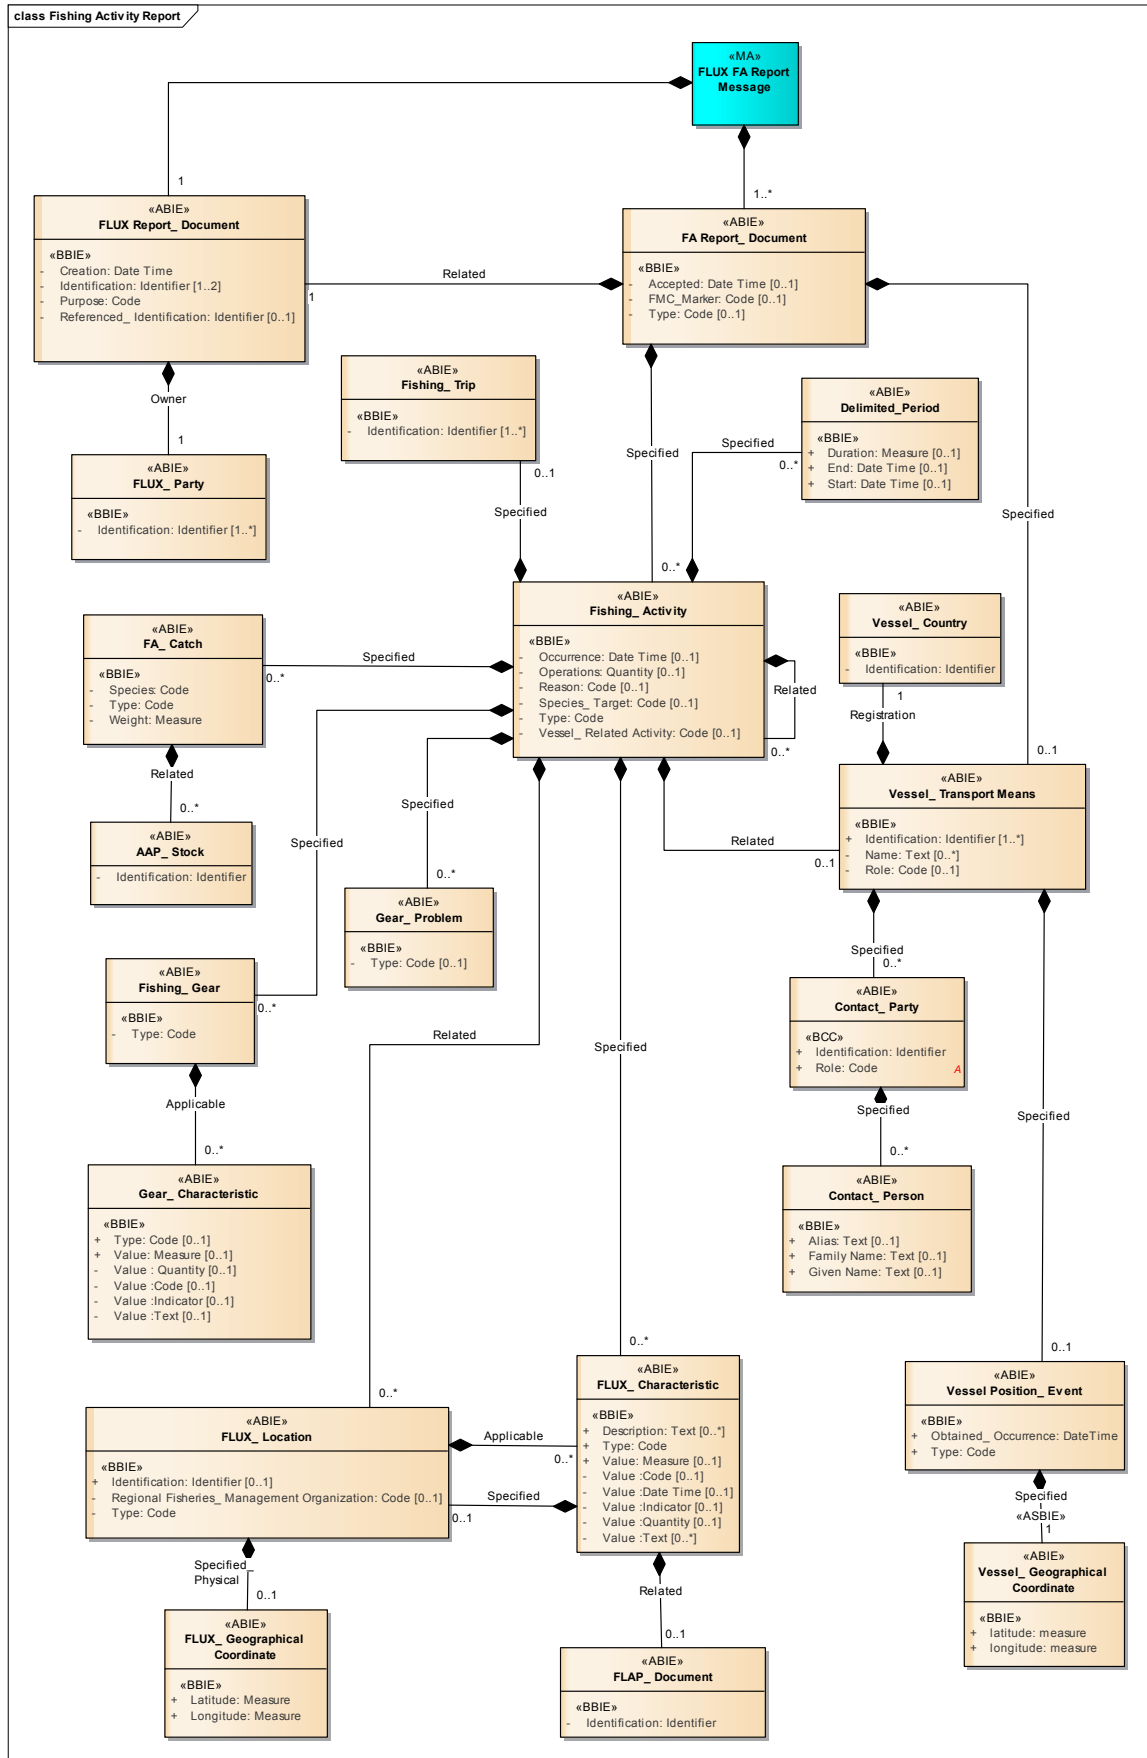 class Fishing Activity Report
«MA»
FLUX FA Report
Message
1
1..*
«ABIE»
FLUX Report_ Document
«BBIE»
- Creation: Date Time
- Identification: Identifier [1..2]
- Purpose: Code
- Referenced_ Identification: Identifier [0..1]
Related
1
«ABIE»
FA Report_ Document
«BBIE»
- Accepted: Date Time [0..1]
- FMC_Marker: Code [0..1]
- Type: Code [0..1]
Owner
1
«ABIE»
FLUX_ Party
«BBIE»
- Identification: Identifier [1..*]
«ABIE»
Fishing_ Trip
«BBIE»
- Identification: Identifier [1..*]
0..1
Specified
Specified
0..*
Specified
0..*
«ABIE»
Delimited_Period
«BBIE»
+ Duration: Measure [0..1]
+ End: Date Time [0..1]
+ Start: Date Time [0..1]
Specified
0..1
«ABIE»
Fishing_ Activity
«BBIE»
- Occurrence: Date Time [0..1]
- Operations: Quantity [0..1]
- Reason: Code [0..1]
- Species_ Target: Code [0..1]
- Type: Code
- Vessel_ Related Activity: Code [0..1]
Related
0..*
«ABIE»
Vessel_ Country
«BBIE»
- Identification: Identifier
1
Registration
«ABIE»
FA_ Catch
«BBIE»
- Species: Code
- Type: Code
- Weight: Measure
Specified
0..*
Related
0..*
«ABIE»
AAP_ Stock
- Identification: Identifier
Specified
0..*
Specified
0..*
«ABIE»
Gear_ Problem
«BBIE»
- Type: Code [0..1]
Related
0..1
«ABIE»
Vessel_ Transport Means
«BBIE»
+ Identification: Identifier [1..*]
- Name: Text [0..*]
- Role: Code [0..1]
«ABIE»
Fishing_ Gear
«BBIE»
- Type: Code
Applicable
0..*
«ABIE»
Gear_ Characteristic
«BBIE»
+ Type: Code [0..1]
+ Value: Measure [0..1]
- Value : Quantity [0..1]
- Value :Code [0..1]
- Value :Indicator [0..1]
- Value :Text [0..1]
Related
0..*
Specified
0..*
Specified
0..*
«ABIE»
Contact_ Party
«BCC»
+ Identification: Identifier
+ Role: Code
A
Specified
0..*
«ABIE»
Contact_ Person
«BBIE»
+ Alias: Text [0..1]
+ Family Name: Text [0..1]
+ Given Name: Text [0..1]
Specified
0..1
«ABIE»
Vessel Position_ Event
«BBIE»
+ Obtained_ Occurrence: DateTime
+ Type: Code
Specified
«ASBIE»
1
«ABIE»
Vessel_ Geographical
Coordinate
«BBIE»
+ latitude: measure
+ longitude: measure
«ABIE»
FLUX_ Location
«BBIE»
+ Identification: Identifier [0..1]
- Regional Fisheries_ Management Organization: Code [0..1]
- Type: Code
Applicable
0..*
Specified
0..1
«ABIE»
FLUX_ Characteristic
«BBIE»
+ Description: Text [0..*]
+ Type: Code
+ Value: Measure [0..1]
- Value :Code [0..1]
- Value :Date Time [0..1]
- Value :Indicator [0..1]
- Value :Quantity [0..1]
- Value :Text [0..*]
Specified_
Physical
0..1
«ABIE»
FLUX_ Geographical
Coordinate
«BBIE»
+ Latitude: Measure
+ Longitude: Measure
Related
0..1
«ABIE»
FLAP_ Document
«BBIE»
- Identification: Identifier